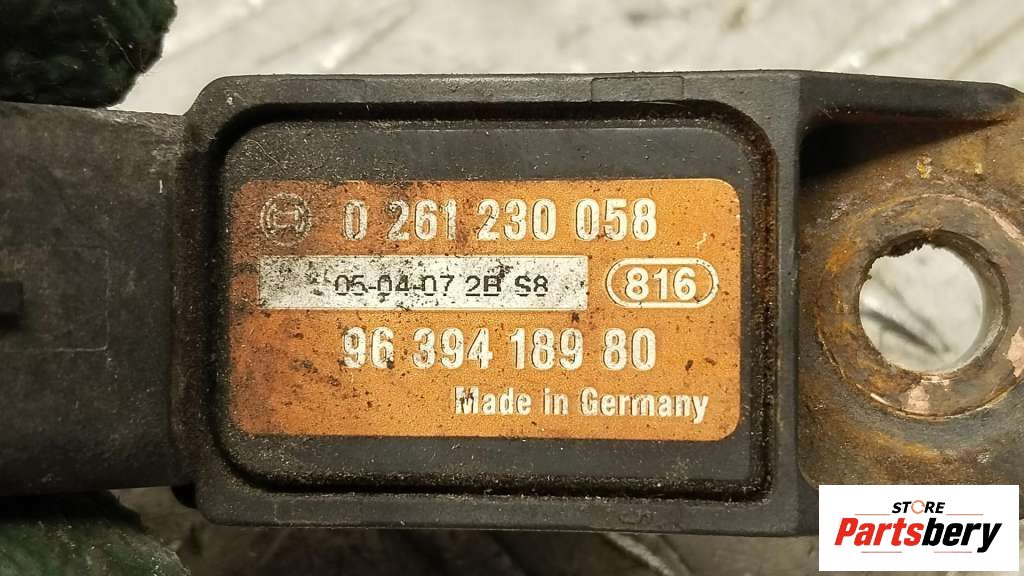 0 261 230 058
05-04-07 2B S8
816
96 394 189 80
Made in Germany
STORE
Partsbery